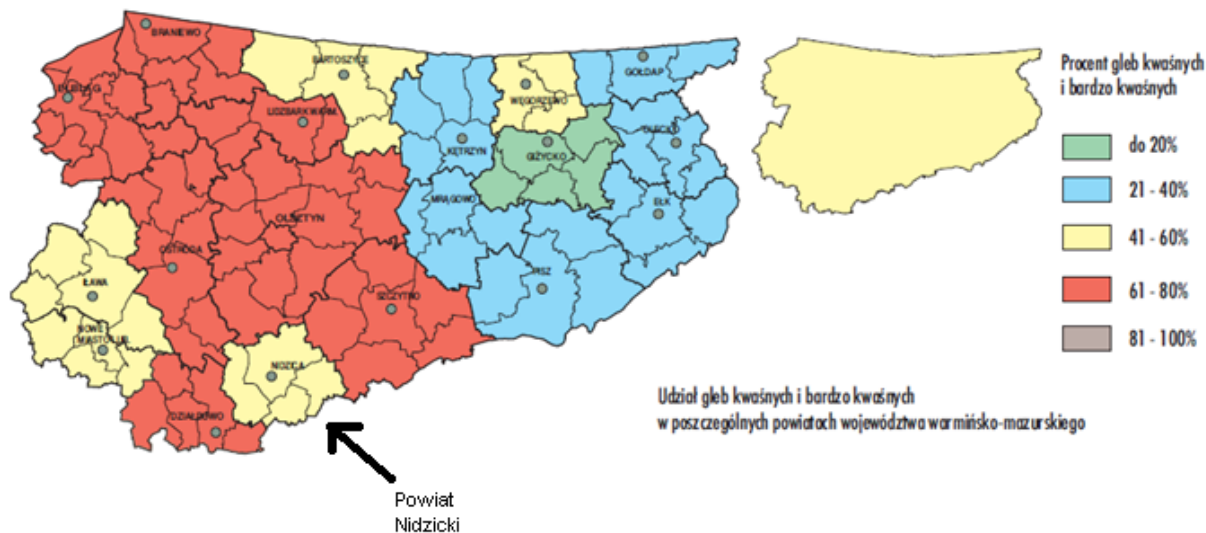 BRANIEWO
BARTOSZYCE
GOŁDAP
ELBLĄG
LIDZBARK WARM.
WĘGORZEWO
OLECKO
KĘTRZYN
GIŻYCKO
MRĄGOWO
EŁK
OLSZTYN
OSTRÓDA
PISZ
IŁAWA
SZCZYTNO
NOWE
MIASTO LUB.
NIDZICA
DZIAŁDOWO
Powiat
Nidzicki
Procent gleb kwaśnych
i bardzo kwaśnych
do 20%
21 - 40%
41 - 60%
61 - 80%
81 - 100%
Udział gleb kwaśnych i bardzo kwaśnych
w poszczególnych powiatach województwa warmińsko-mazurskiego